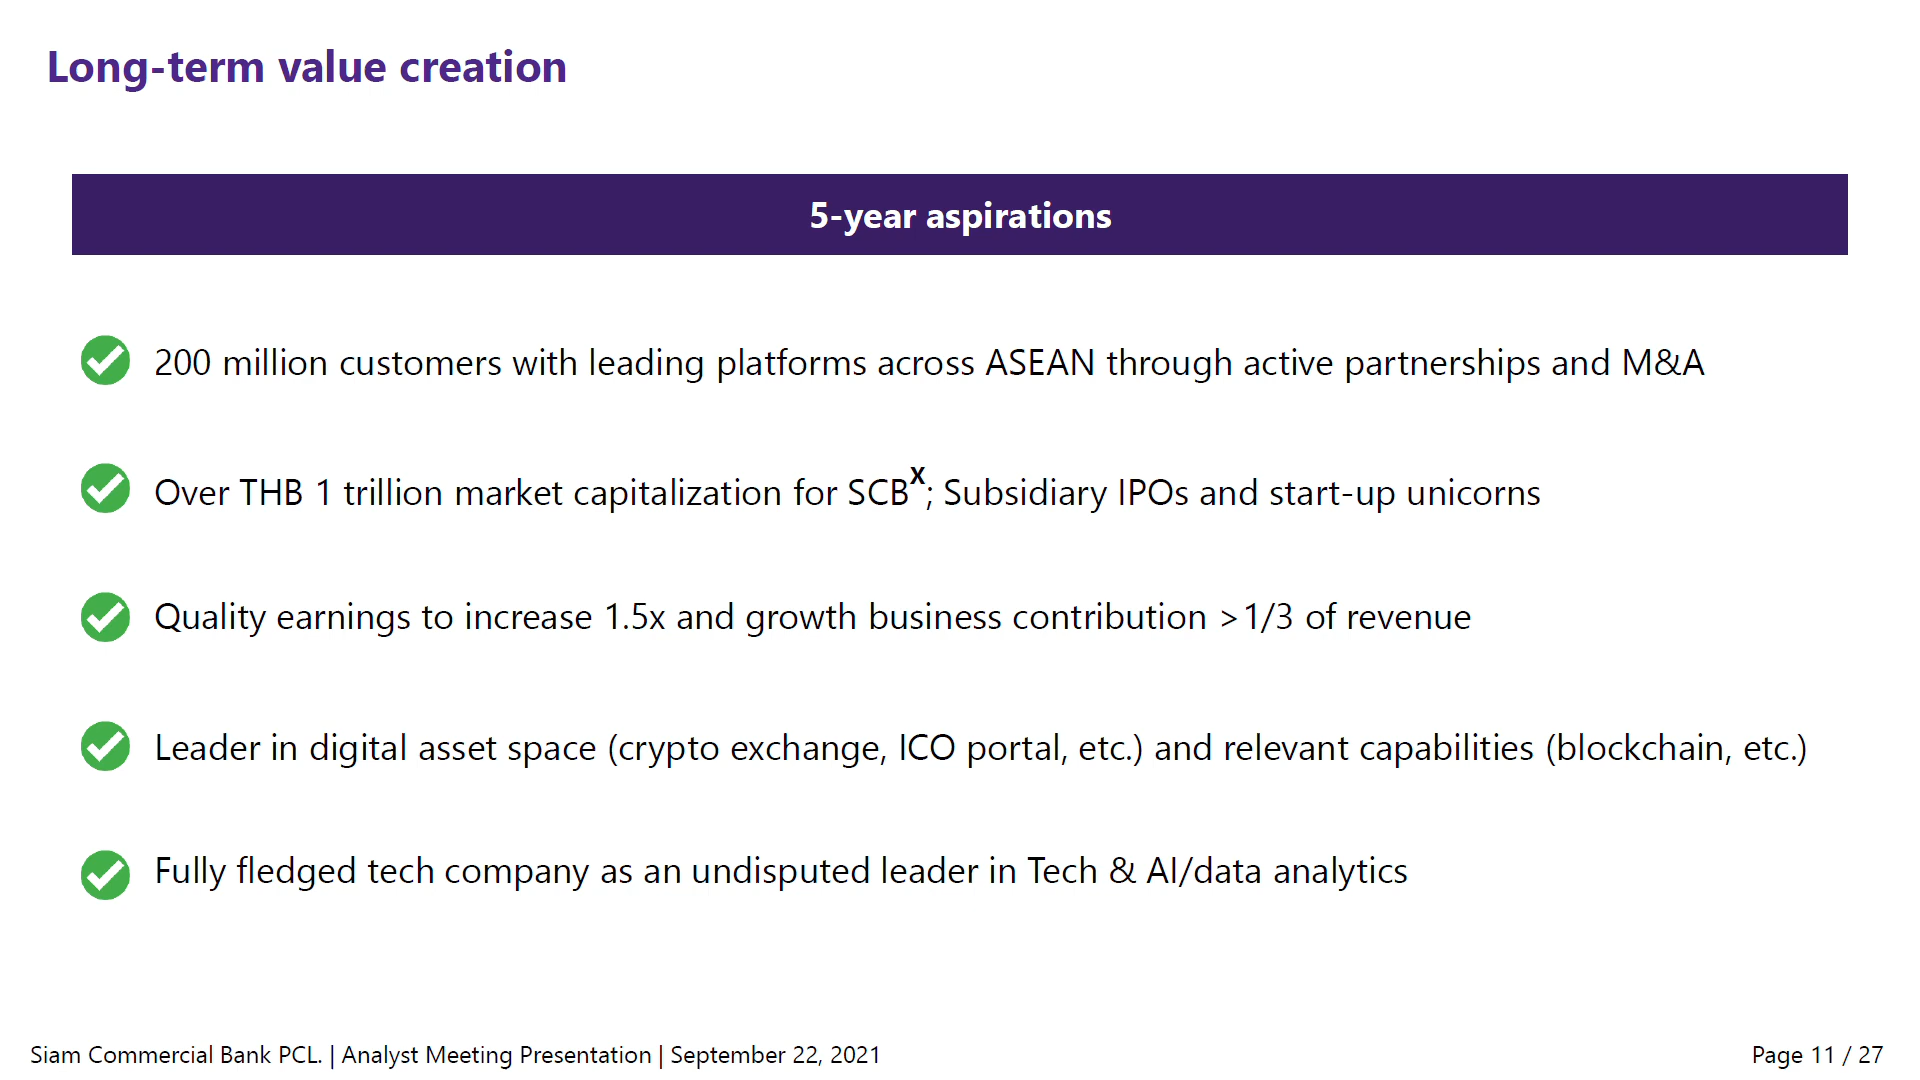 Long-term value creation
5-year aspirations
200 million customers with leading platforms across ASEAN through active partnerships and M&A
Over THB 1 trillion market capitalization for SCBX; Subsidiary IPOs and start-up unicorns
Quality earnings to increase 1.5x and growth business contribution >1/3 of revenue
Leader in digital asset space (crypto exchange, ICO portal, etc.) and relevant capabilities (blockchain, etc.)
Fully fledged tech company as an undisputed leader in Tech & AI/data analytics
Siam Commercial Bank PCL. | Analyst Meeting Presentation | September 22, 2021
Page 11 / 27